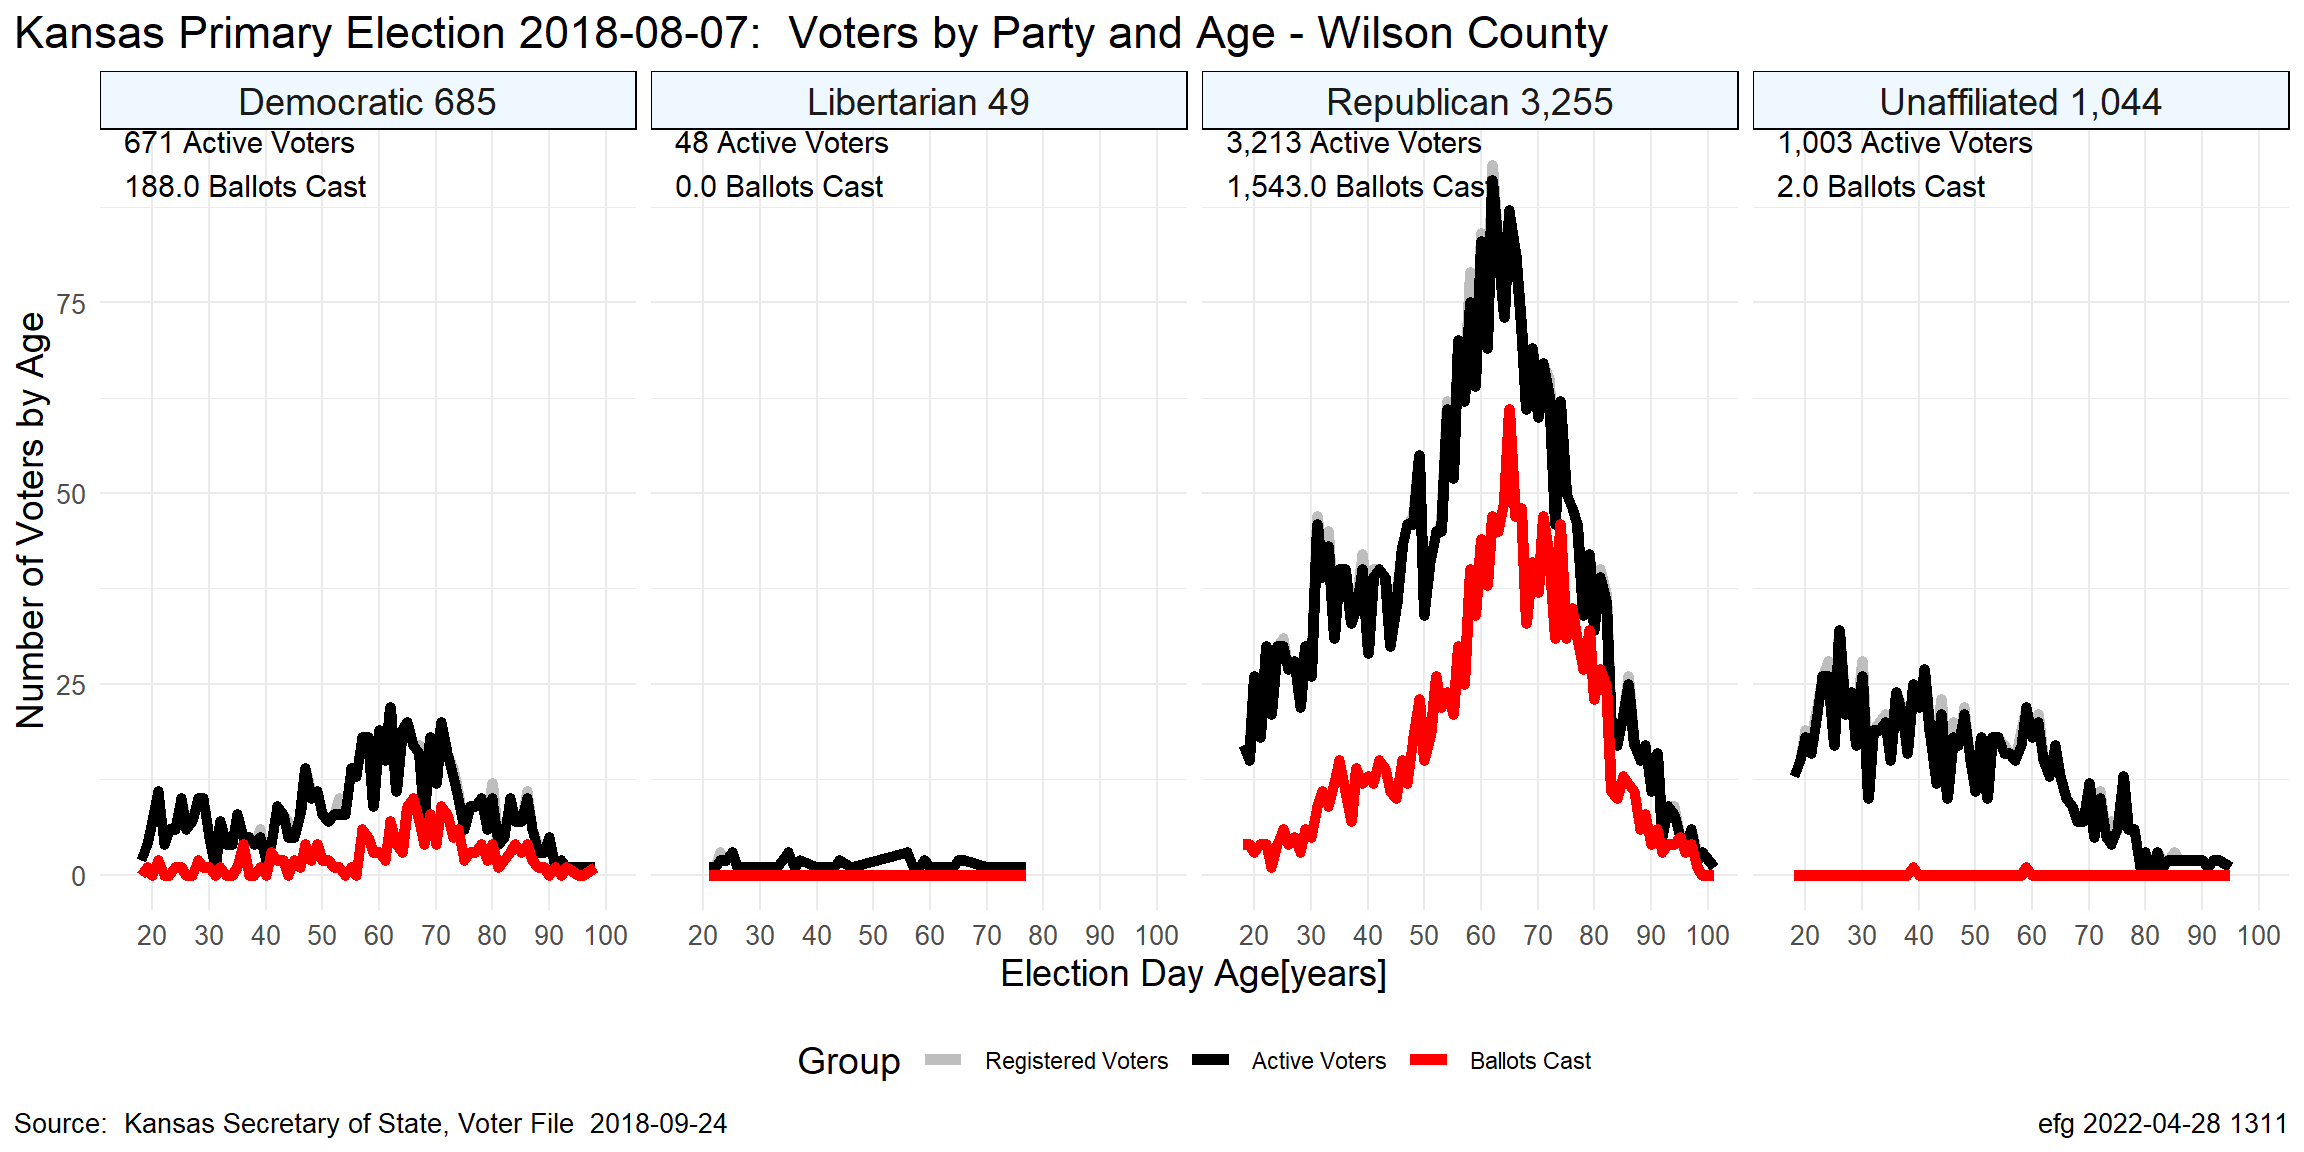 Kansas Primary Election 2018-08-07:  Voters by Party and Age - Wilson County
Democratic 685
Libertarian 49
Republican 3,255
Unaffiliated 1,044
671 Active Voters
188.0 Ballots Cast
48 Active Voters
0.0 Ballots Cast
3,213 Active Voters
1,543.0 Ballots Cast
1,003 Active Voters
2.0 Ballots Cast
Number of Voters by Age
75
50
25
0
20 30 40 50 60 70 80 90 100
20 30 40 50 60 70 80 90 100
20 30 40 50 60 70 80 90 100
20 30 40 50 60 70 80 90 100
Election Day Age[years]
Group Registered Voters Active Voters Ballots Cast
Source:  Kansas Secretary of State, Voter File  2018-09-24
efg 2022-04-28 1311